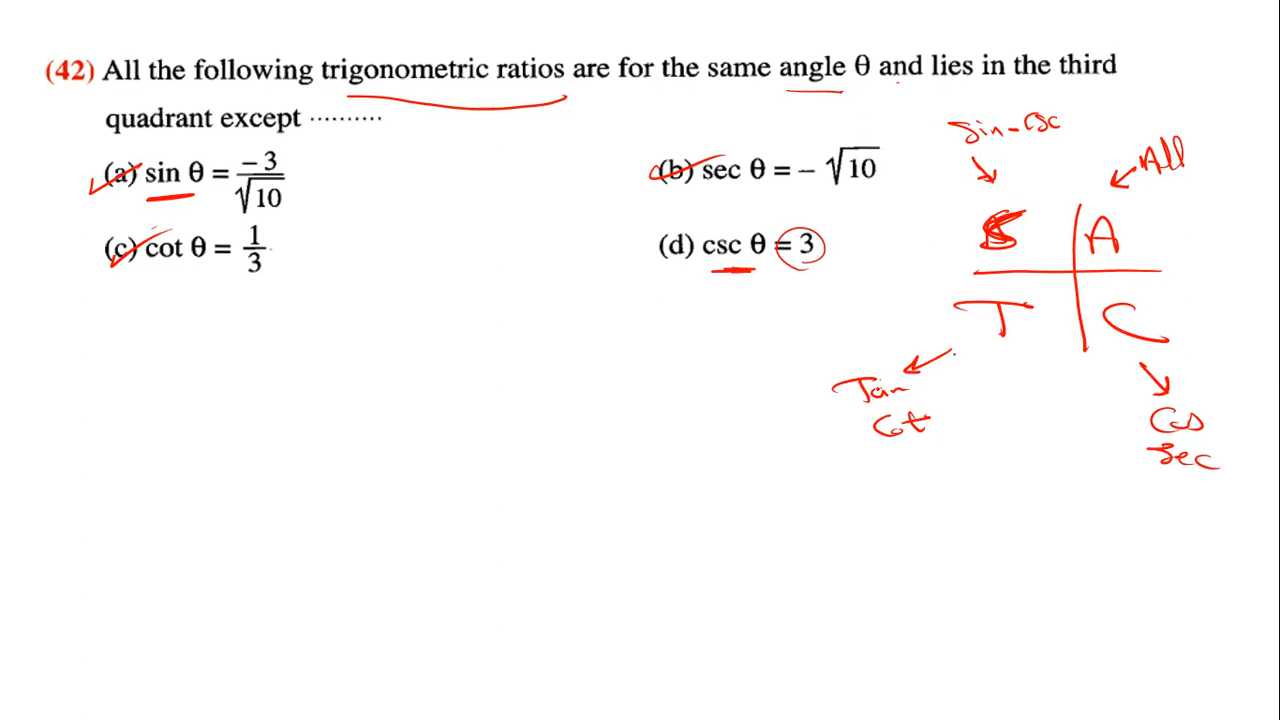 (42) All the following trigonometric ratios are for the same angle θ and lies in the third
quadrant except ··········
(a) sin θ = −3/√10
(b) sec θ = − √10
(c) cot θ = 1/3
(d) csc θ = 3
Sin - csc
All
S A
T C
Tan
Cot
Cos
Sec